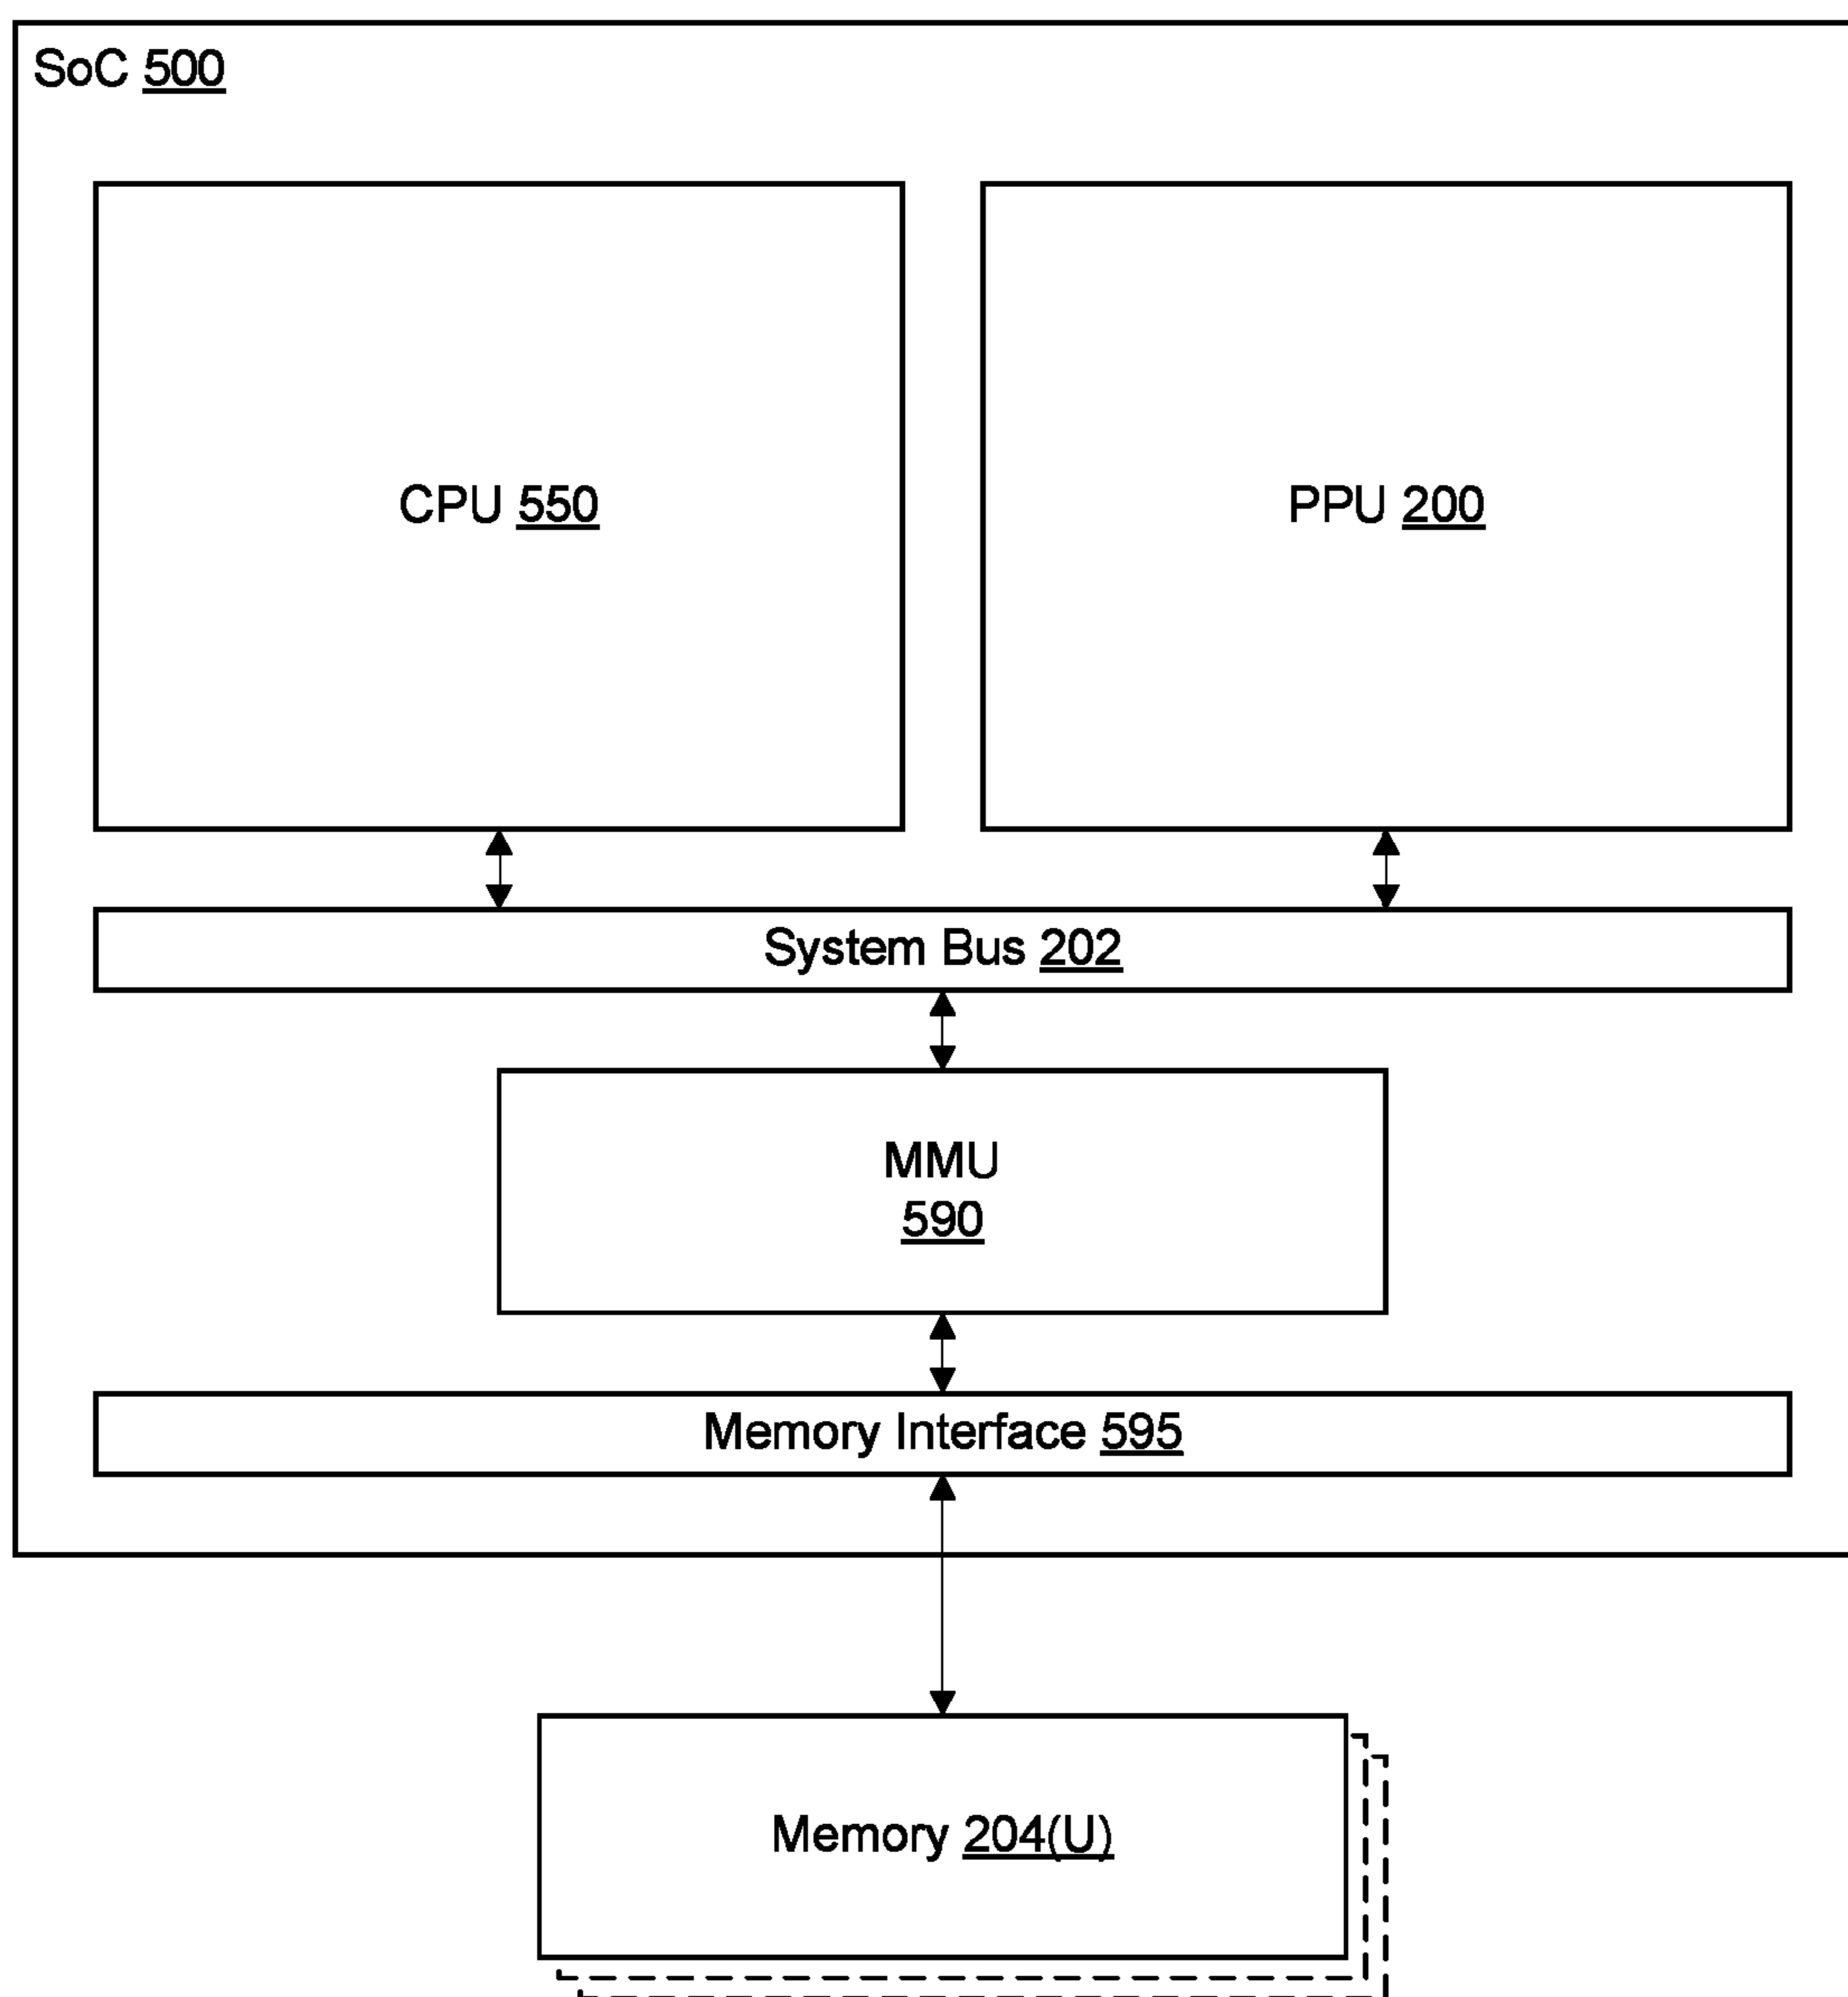 SoC 500
CPU 550
PPU 200
System Bus 202
MMU
590
Memory Interface 595
Memory 204(U)